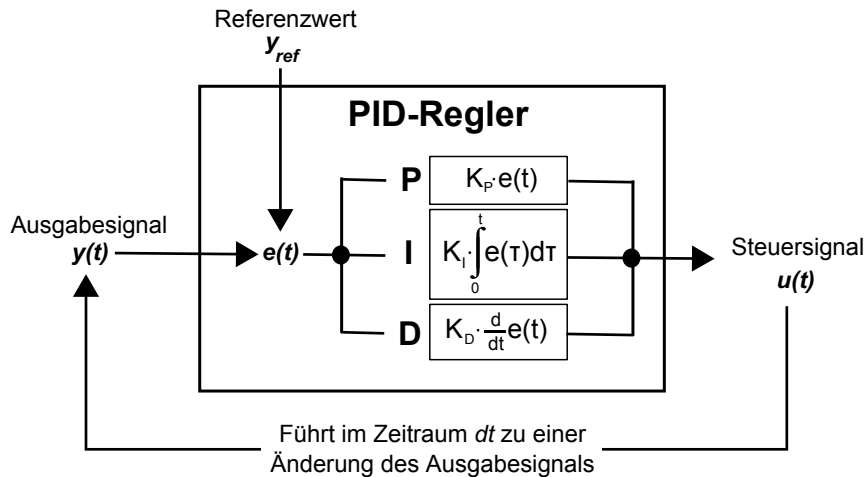 Referenzwert
y_ref
PID-Regler
P K_P·e(t)
Ausgabesignal
y(t)
e(t)
I K_I·∫₀ᵗe(τ)dτ
Steuersignal
u(t)
D K_D·d/dt e(t)
Führt im Zeitraum dt zu einer
Änderung des Ausgabesignals